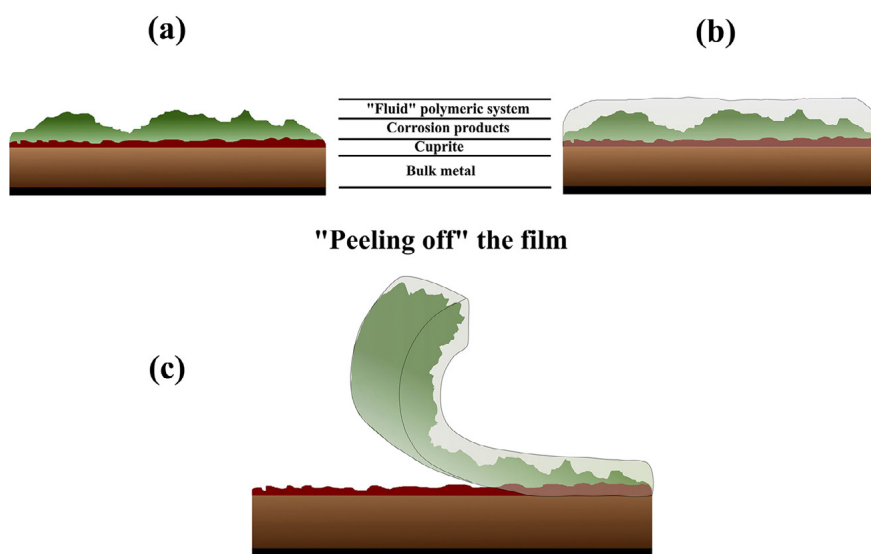 (a)
(b)
"Fluid" polymeric system
Corrosion products
Cuprite
Bulk metal
"Peeling off" the film
(c)